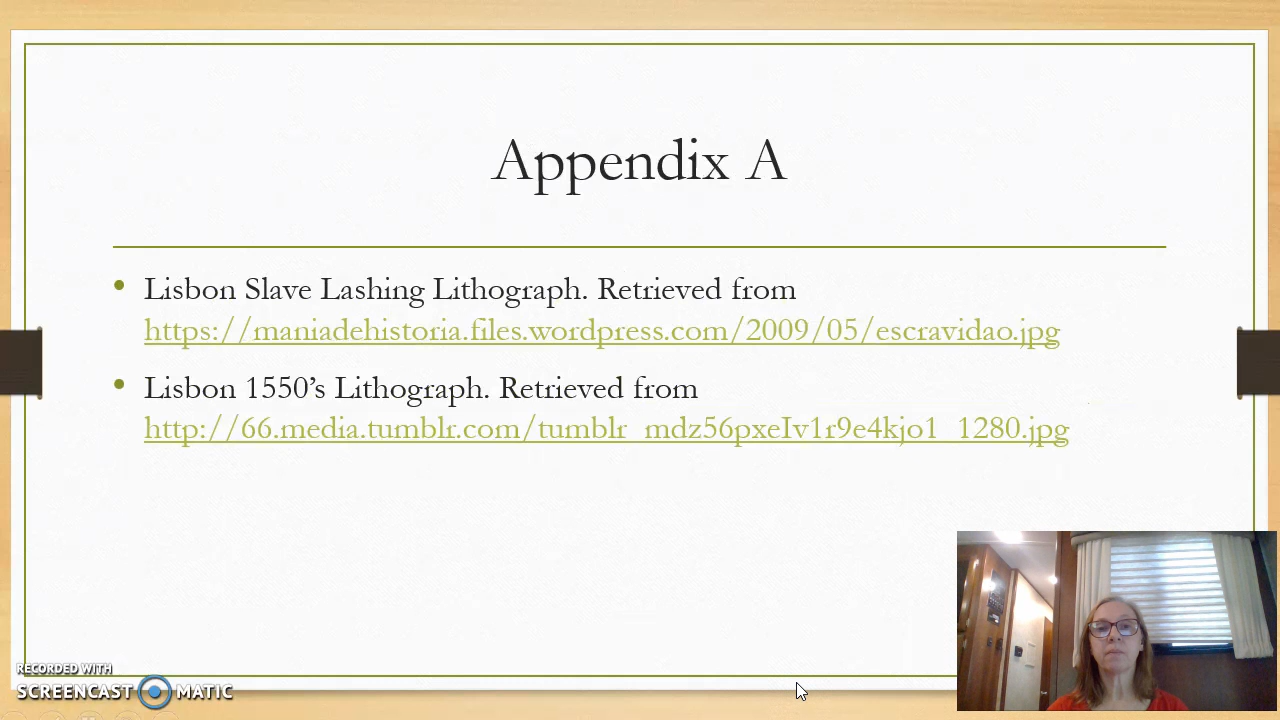 Appendix A
• Lisbon Slave Lashing Lithograph. Retrieved from
https://maniadehistoria.files.wordpress.com/2009/05/escravidao.jpg
• Lisbon 1550’s Lithograph. Retrieved from
http://66.media.tumblr.com/tumblr_mdz56pxeIv1r9e4kjo1_1280.jpg
RECORDED WITH
SCREENCAST MATIC